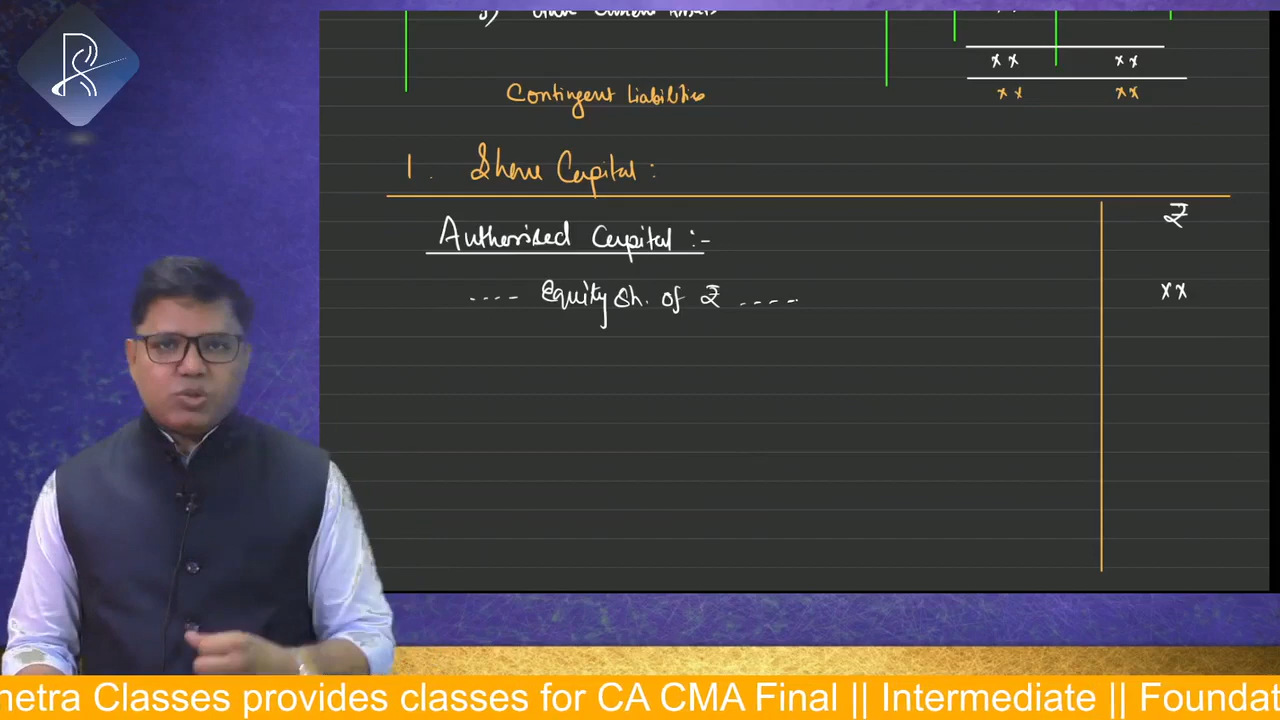 Contingent Liabilities
xx xx
xx xx
1. Share Capital :
₹
Authorised Capital :-
---- Equity Sh. of ₹ ---- xx
netra Classes provides classes for CA CMA Final || Intermediate || Foundat